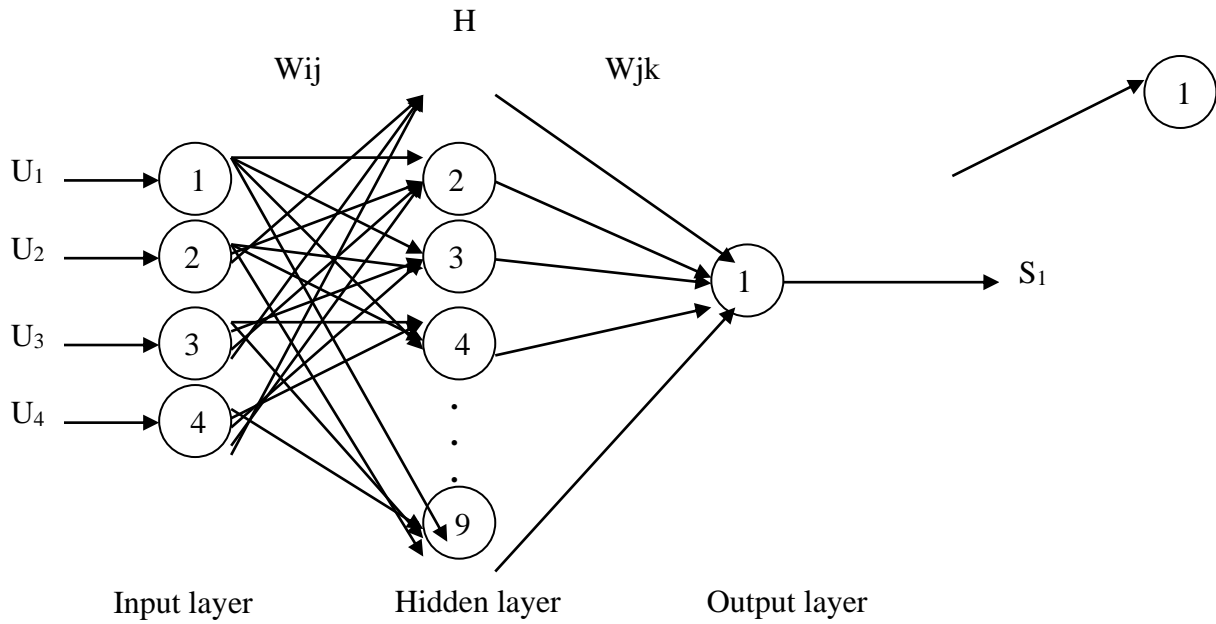 H
Wij Wjk
1
U₁ 1 2
U₂ 2 3
1 S₁
U₃ 3 4
U₄ 4
.
.
.
9
Input layer Hidden layer Output layer